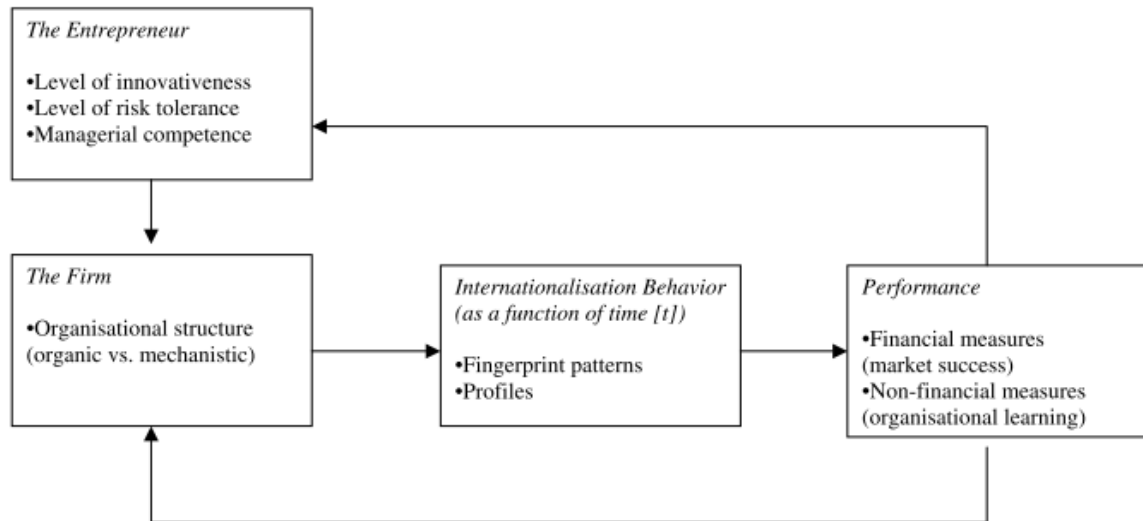 The Entrepreneur
•Level of innovativeness
•Level of risk tolerance
•Managerial competence
The Firm
•Organisational structure
(organic vs. mechanistic)
Internationalisation Behavior
(as a function of time [t])
•Fingerprint patterns
•Profiles
Performance
•Financial measures
(market success)
•Non-financial measures
(organisational learning)